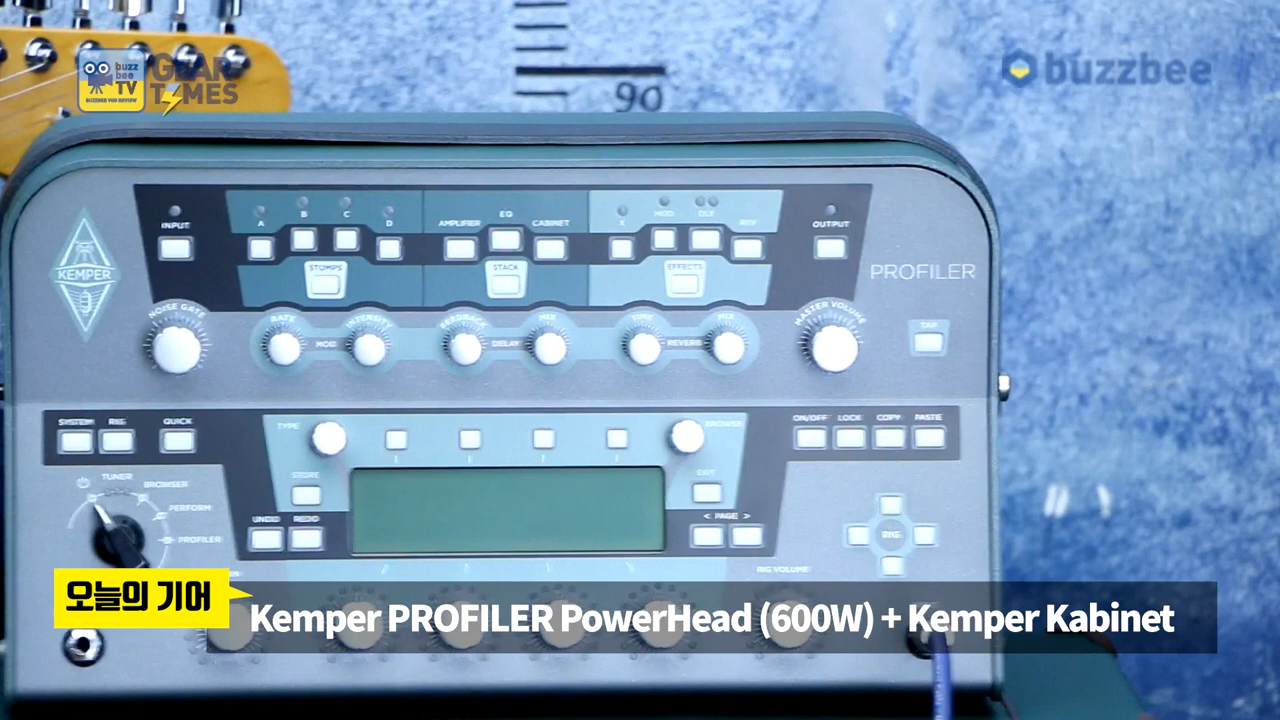 buzz
bee
TV
BUZZBEE YOU REVIEW
GEAR
TIMES
buzzbee
90
INPUT
A
B
C
D
AMPLIFIER
EQ
CABINET
X
MOD
DLY
REV
OUTPUT
STOMPS
STACK
EFFECTS
KEMPER
PROFILER
NOISE GATE
RATE
INTENSITY
FEEDBACK
MIX
TIME
MIX
MASTER VOLUME
MOD
DELAY
REVERB
TAP
SYSTEM
RIG
QUICK
TYPE
BROWSE
ON/OFF
LOCK
COPY
PASTE
STORE
EXIT
TUNER
BROWSER
PERFORM
PROFILER
UNDO
REDO
< PAGE >
RIG
RIG VOLUME
오늘의 기어
Kemper PROFILER PowerHead (600W) + Kemper Kabinet